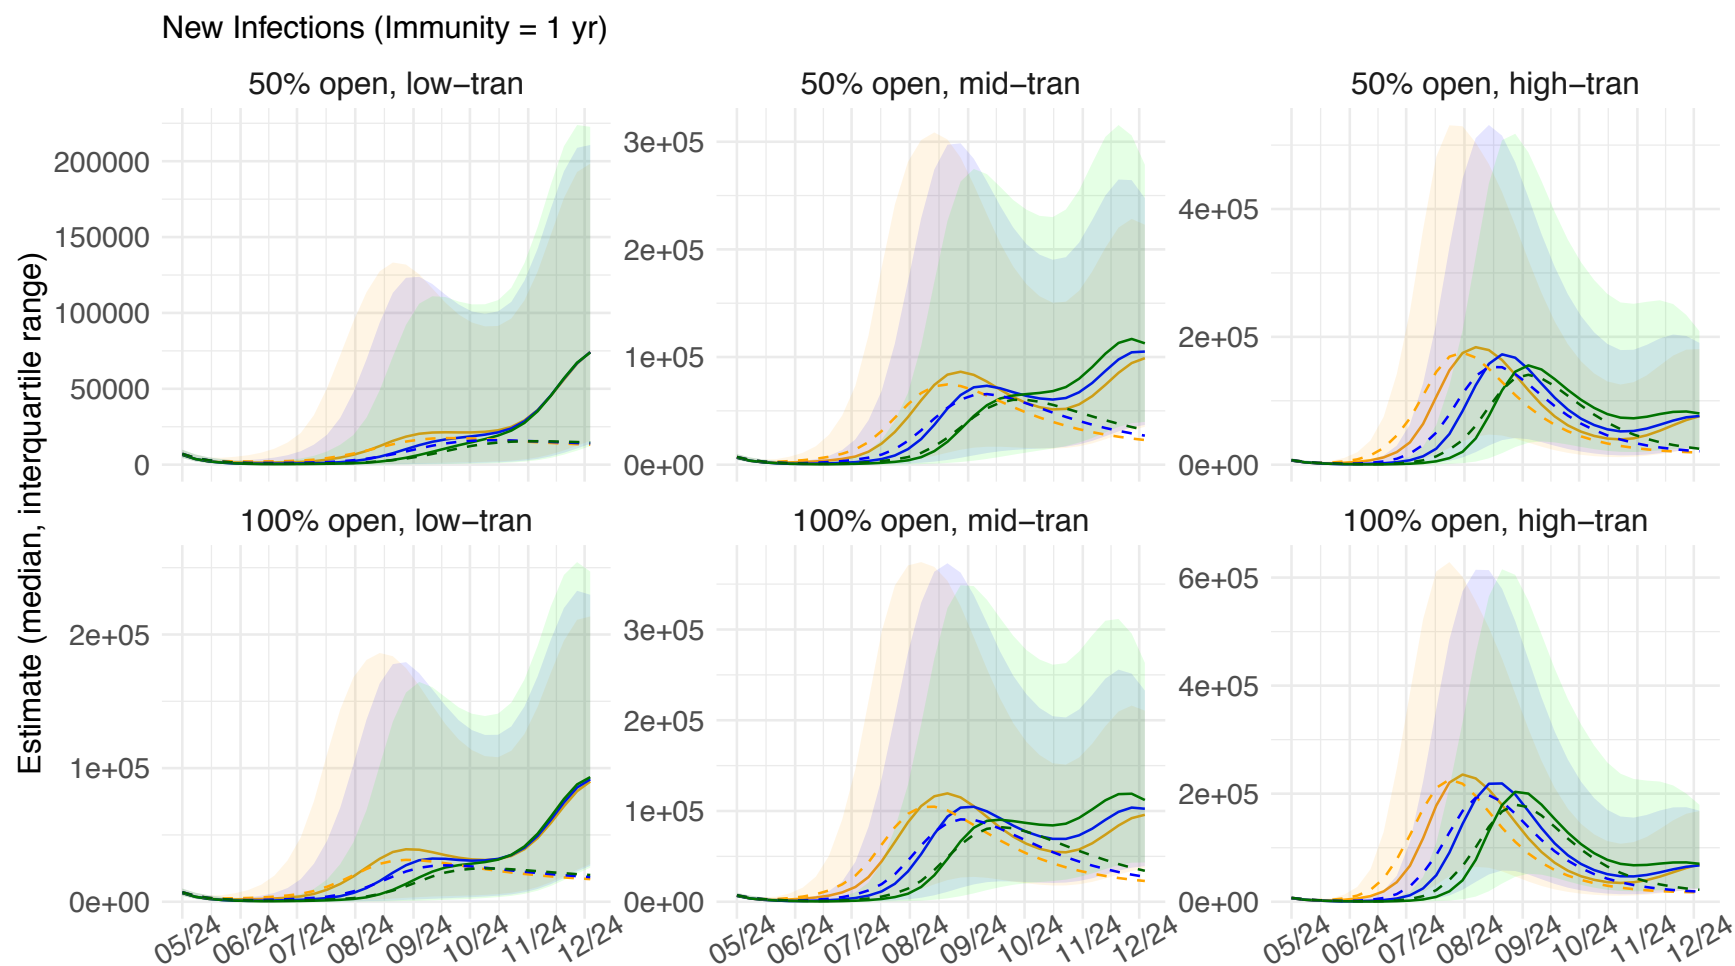 New Infections (Immunity = 1 yr)
50% open, low−tran
50% open, mid−tran
50% open, high−tran
200000
150000
100000
50000
0
3e+05
2e+05
1e+05
0e+00
4e+05
2e+05
0e+00
Estimate (median, interquartile range)
100% open, low−tran
100% open, mid−tran
100% open, high−tran
2e+05
1e+05
0e+00
3e+05
2e+05
1e+05
0e+00
6e+05
4e+05
2e+05
0e+00
05/24 06/24 07/24 08/24 09/24 10/24 11/24 12/24
05/24 06/24 07/24 08/24 09/24 10/24 11/24 12/24
05/24 06/24 07/24 08/24 09/24 10/24 11/24 12/24